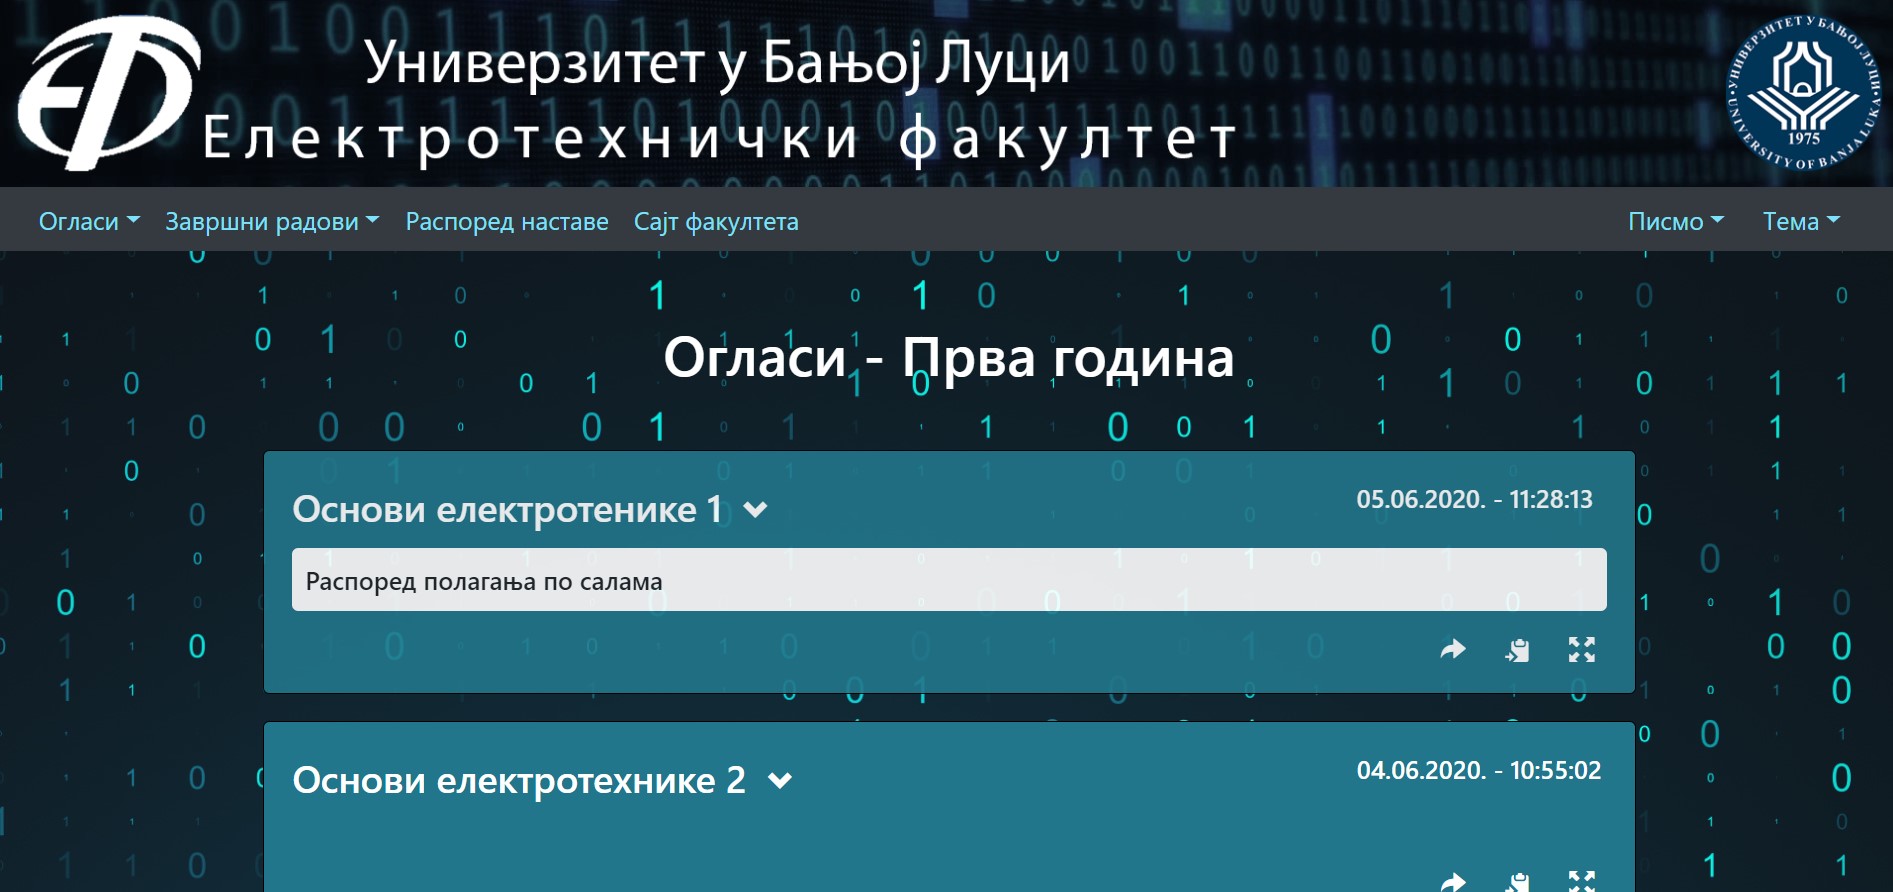 Универзитет у Бањој Луци
Електротехнички факултет
УНИВЕРЗИТЕТ У БАЊОЈ ЛУЦИ
1975
UNIVERSITY OF BANJA LUKA
Огласи
Завршни радови
Распоред наставе
Сајт факултета
Писмо
Тема
Огласи - Прва година
Основи електротенике 1
05.06.2020. - 11:28:13
Распоред полагања по салама
Основи електротехнике 2
04.06.2020. - 10:55:02